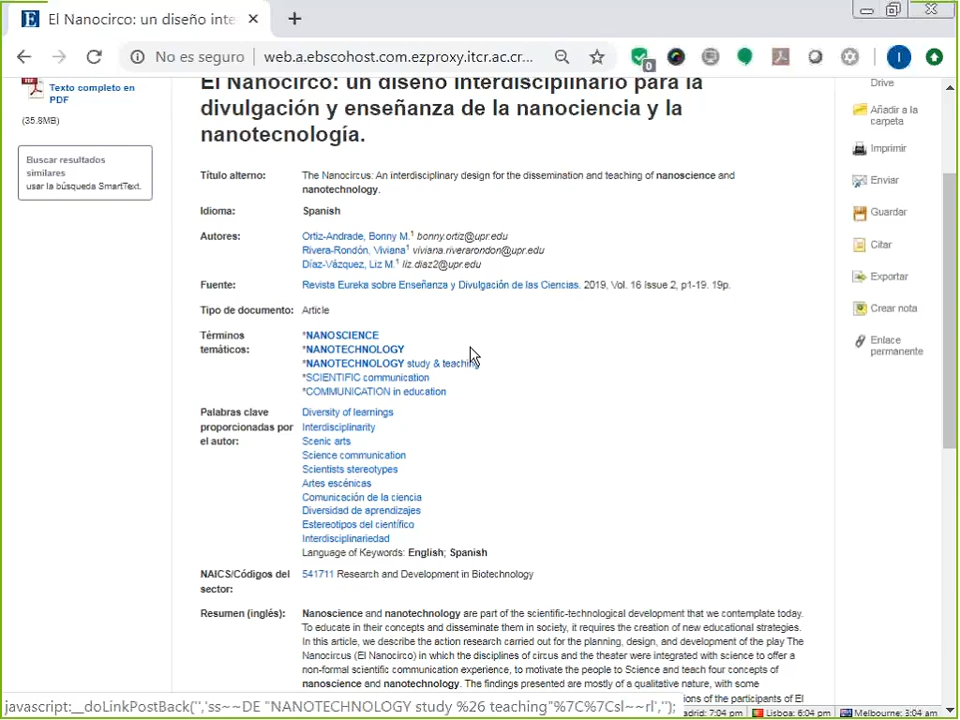 El Nanocirco: un diseño inte
No es seguro
web.ebscohost.com.ezproxy.itcr.ac.cr...
0
I
Texto completo en
PDF
(35.8MB)
Buscar resultados
similares
usar la búsqueda SmartText.
El Nanocirco: un diseño interdisciplinario para la
divulgación y enseñanza de la nanociencia y la
nanotecnología.
Título alterno: The Nanocircus: An interdisciplinary design for the dissemination and teaching of nanoscience and
nanotechnology.
Idioma: Spanish
Autores: Ortiz-Andrade, Bonny M.1 bonny.ortiz@upr.edu
Rivera-Rondón, Viviana1 viviana.riverarondon@upr.edu
Díaz-Vázquez, Liz M.1 liz.diaz2@upr.edu
Fuente: Revista Eureka sobre Enseñanza y Divulgación de las Ciencias. 2019, Vol. 16 Issue 2, p1-19. 19p.
Tipo de documento: Article
Términos *NANOSCIENCE
temáticos: *NANOTECHNOLOGY
*NANOTECHNOLOGY study & teaching
*SCIENTIFIC communication
*COMMUNICATION in education
Palabras clave Diversity of learnings
proporcionadas por Interdisciplinarity
el autor: Scenic arts
Science communication
Scientists stereotypes
Artes escénicas
Comunicación de la ciencia
Diversidad de aprendizajes
Estereotipos del científico
Interdisciplinariedad
Language of Keywords: English; Spanish
NAICS/Códigos del 541711 Research and Development in Biotechnology
sector:
Resumen (inglés): Nanoscience and nanotechnology are part of the scientific-technological development that we contemplate today.
To educate in their concepts and disseminate them in society, it requires the creation of new educational strategies.
In this article, we describe the action research carried out for the planning, design, and development of the play The
Nanocircus (El Nanocirco) in which the disciplines of circus and the theater were integrated with science to offer a
non-formal scientific communication experience, to motivate the people to Science and teach four concepts of
nanoscience and nanotechnology. The findings presented are mostly of a qualitative nature, with some
ions of the participants of El
Drive
Añadir a la
carpeta
Imprimir
Enviar
Guardar
Citar
Exportar
Crear nota
Enlace
permanente
javascript:__doLinkPostBack('','ss~~DE "NANOTECHNOLOGY study %26 teaching"%7C%7Csl~~rl','');
adrid: 7:04 pm Lisboa: 6:04 pm Melbourne: 3:04 am